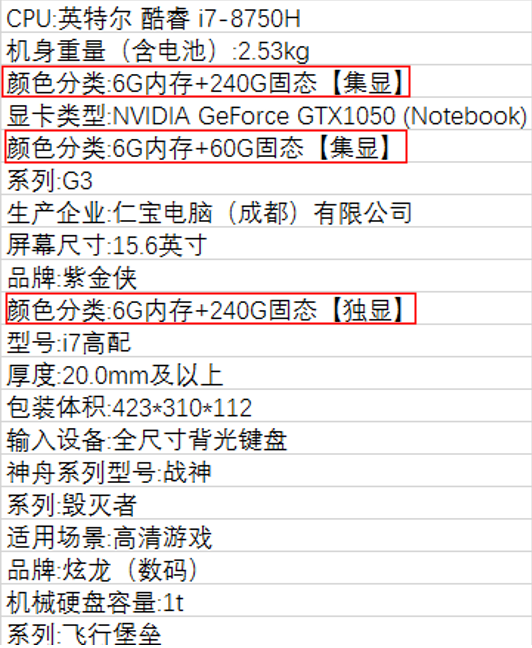 CPU:英特尔 酷睿 i7-8750H
机身重量（含电池）:2.53kg
颜色分类:6G内存+240G固态【集显】
显卡类型:NVIDIA GeForce GTX1050 (Notebook)
颜色分类:6G内存+60G固态【集显】
系列:G3
生产企业:仁宝电脑（成都）有限公司
屏幕尺寸:15.6英寸
品牌:紫金侠
颜色分类:6G内存+240G固态【独显】
型号:i7高配
厚度:20.0mm及以上
包装体积:423*310*112
输入设备:全尺寸背光键盘
神舟系列型号:战神
系列:毁灭者
适用场景:高清游戏
品牌:炫龙（数码）
机械硬盘容量:1t
系列:飞行堡垒